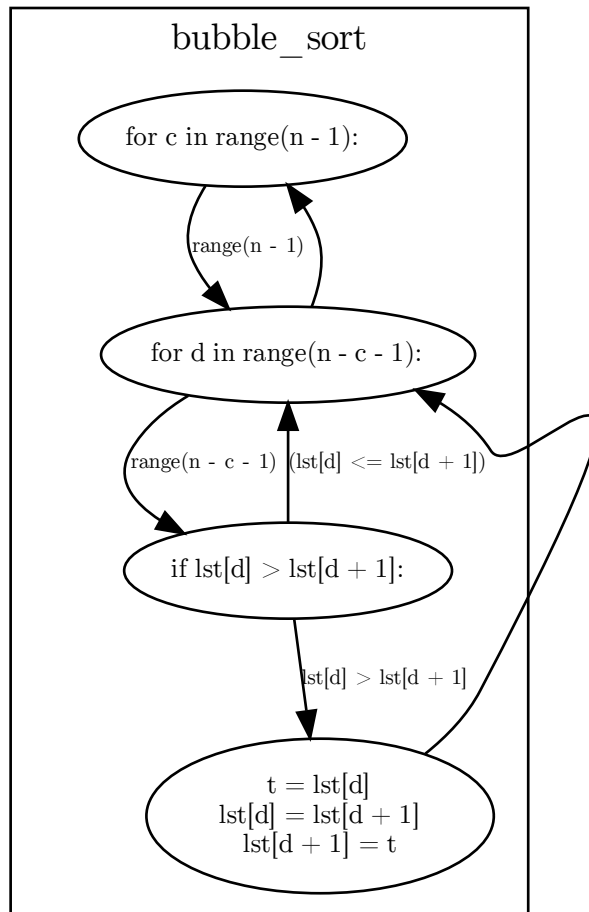 bubble_sort
for c in range(n - 1):
range(n - 1)
for d in range(n - c - 1):
range(n - c - 1)
(lst[d] <= lst[d + 1])
if lst[d] > lst[d + 1]:
lst[d] > lst[d + 1]
t = lst[d]
lst[d] = lst[d + 1]
lst[d + 1] = t